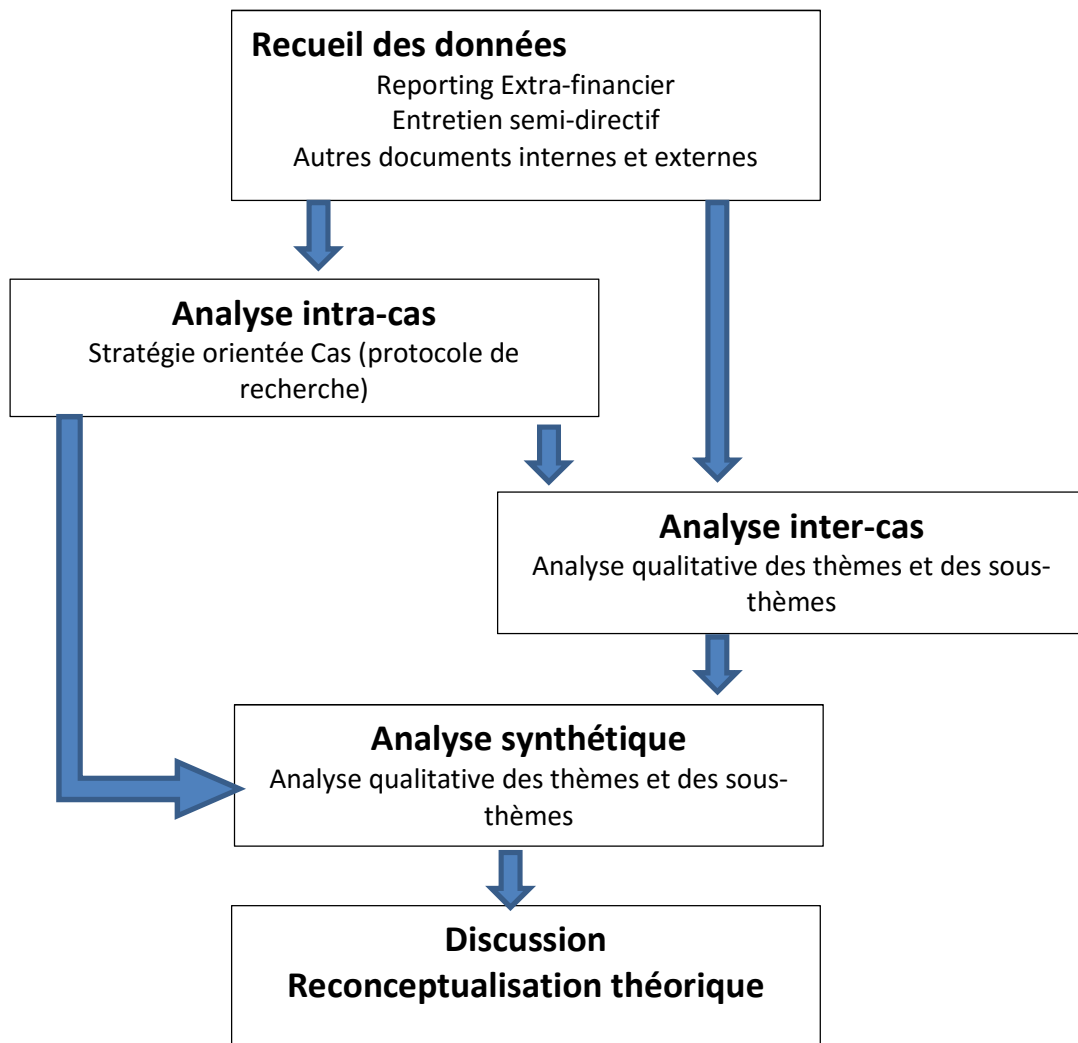 Recueil des données
Reporting Extra-financier
Entretien semi-directif
Autres documents internes et externes
Analyse intra-cas
Stratégie orientée Cas (protocole de
recherche)
Analyse inter-cas
Analyse qualitative des thèmes et des sous-
thèmes
Analyse synthétique
Analyse qualitative des thèmes et des sous-
thèmes
Discussion
Reconceptualisation théorique